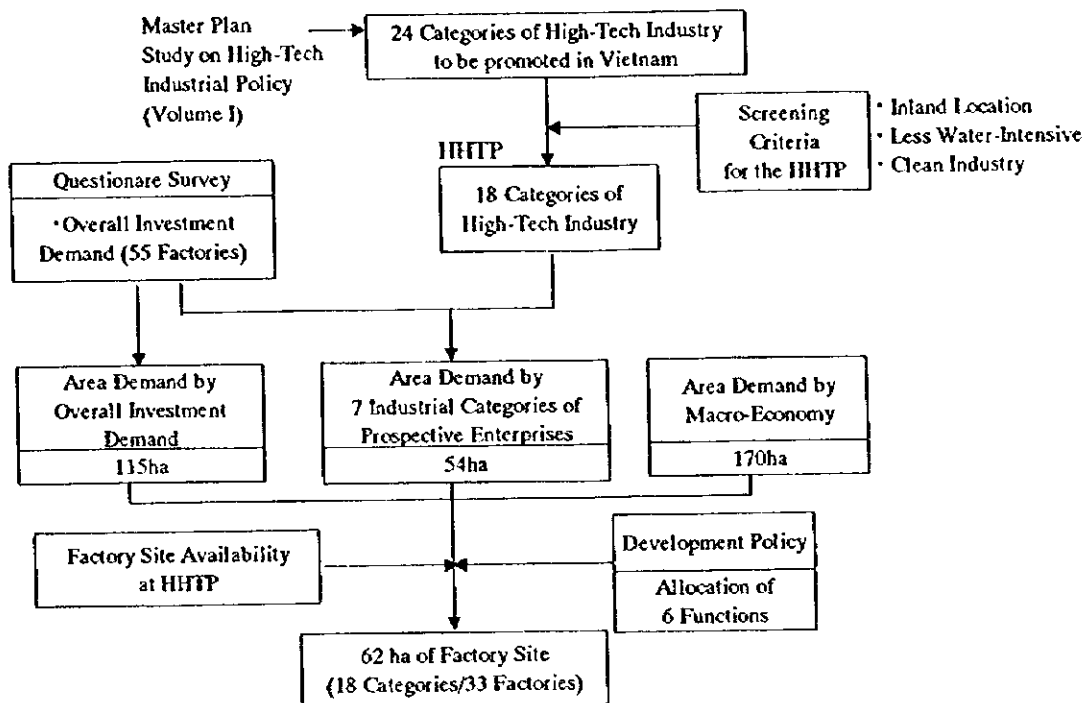 Master Plan
Study on High-Tech
Industrial Policy
(Volume I)
24 Categories of High-Tech Industry
to be promoted in Vietnam
Screening
Criteria
for the HHTP
· Inland Location
· Less Water-Intensive
· Clean Industry
HHTP
18 Categories of
High-Tech Industry
Questionare Survey
· Overall Investment
Demand (55 Factories)
Area Demand by
Overall Investment
Demand
115ha
Area Demand by
7 Industrial Categories of
Prospective Enterprises
54ha
Area Demand by
Macro-Economy
170ha
Factory Site Availability
at HHTP
Development Policy
Allocation of
6 Functions
62 ha of Factory Site
(18 Categories/33 Factories)